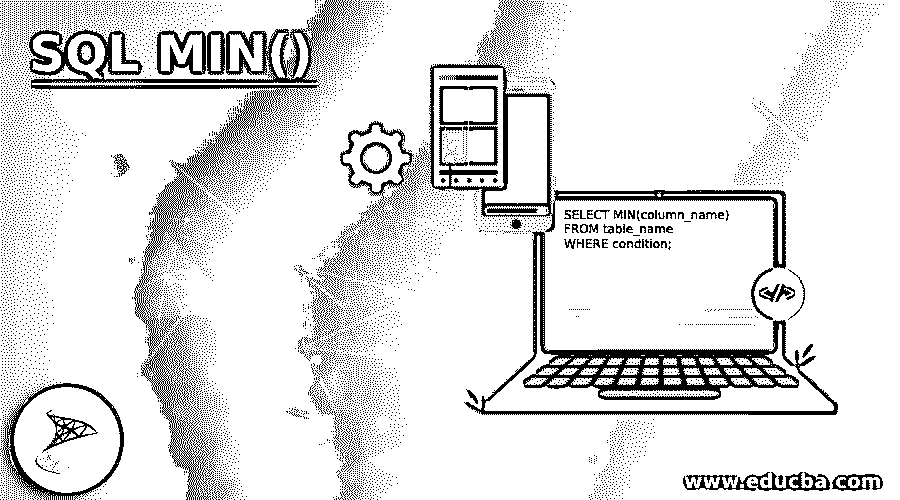 SQL MIN()
SELECT MIN(column_name)
FROM table_name
WHERE condition;
www.educba.com